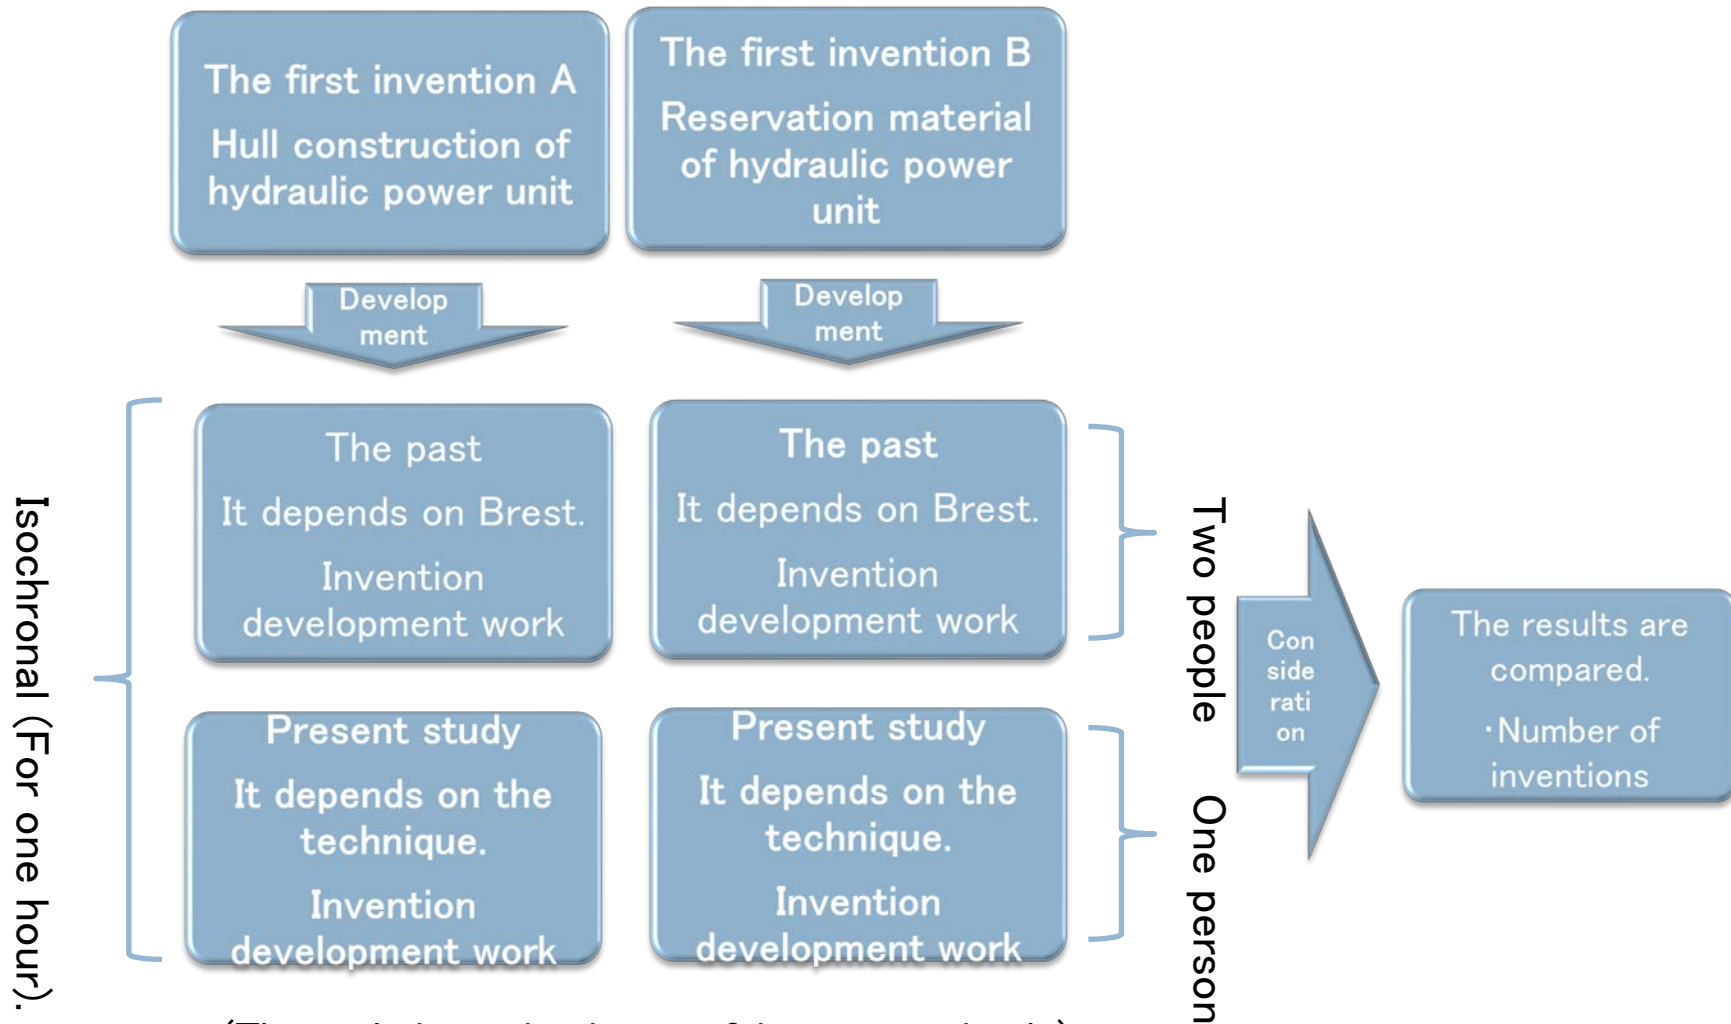 The first invention A
Hull construction of
hydraulic power unit
The first invention B
Reservation material
of hydraulic power
unit
Develop
ment
Develop
ment
Isochronal (For one hour).
The past
It depends on Brest.
Invention
development work
The past
It depends on Brest.
Invention
development work
Present study
It depends on the
technique.
Invention
development work
Present study
It depends on the
technique.
Invention
development work
Two people
One person
Con
side
rati
on
The results are
compared.
・Number of
inventions